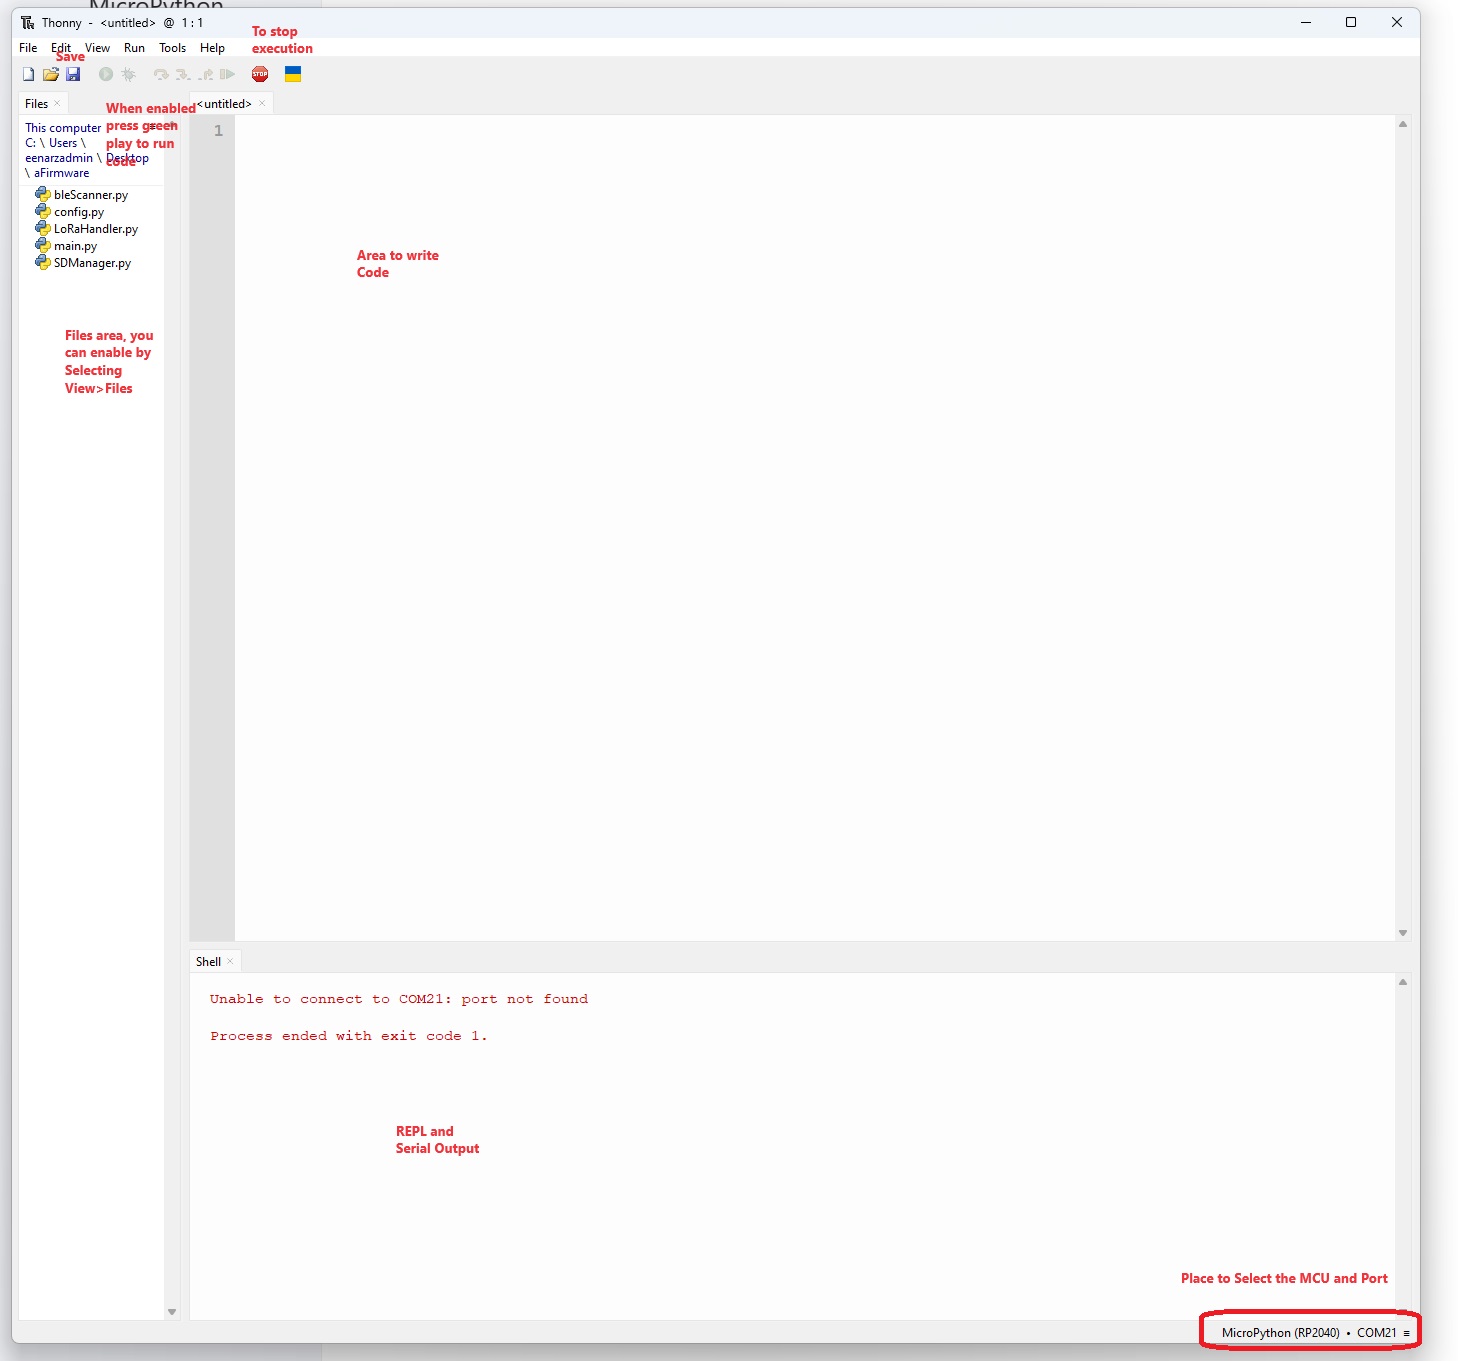 MicroPython
Thonny - <untitled> @ 1 : 1
File Edit View Run Tools Help
To stop
execution
Save
STOP
Files
<untitled>
When enabled
press green
play to run
code
This computer
C: \ Users \
eenarzadmin \ Desktop
\ aFirmware
1
bleScanner.py
config.py
LoRaHandler.py
main.py
SDManager.py
Area to write
Code
Files area, you
can enable by
Selecting
View>Files
Shell
Unable to connect to COM21: port not found
Process ended with exit code 1.
REPL and
Serial Output
Place to Select the MCU and Port
MicroPython (RP2040) • COM21 ≡